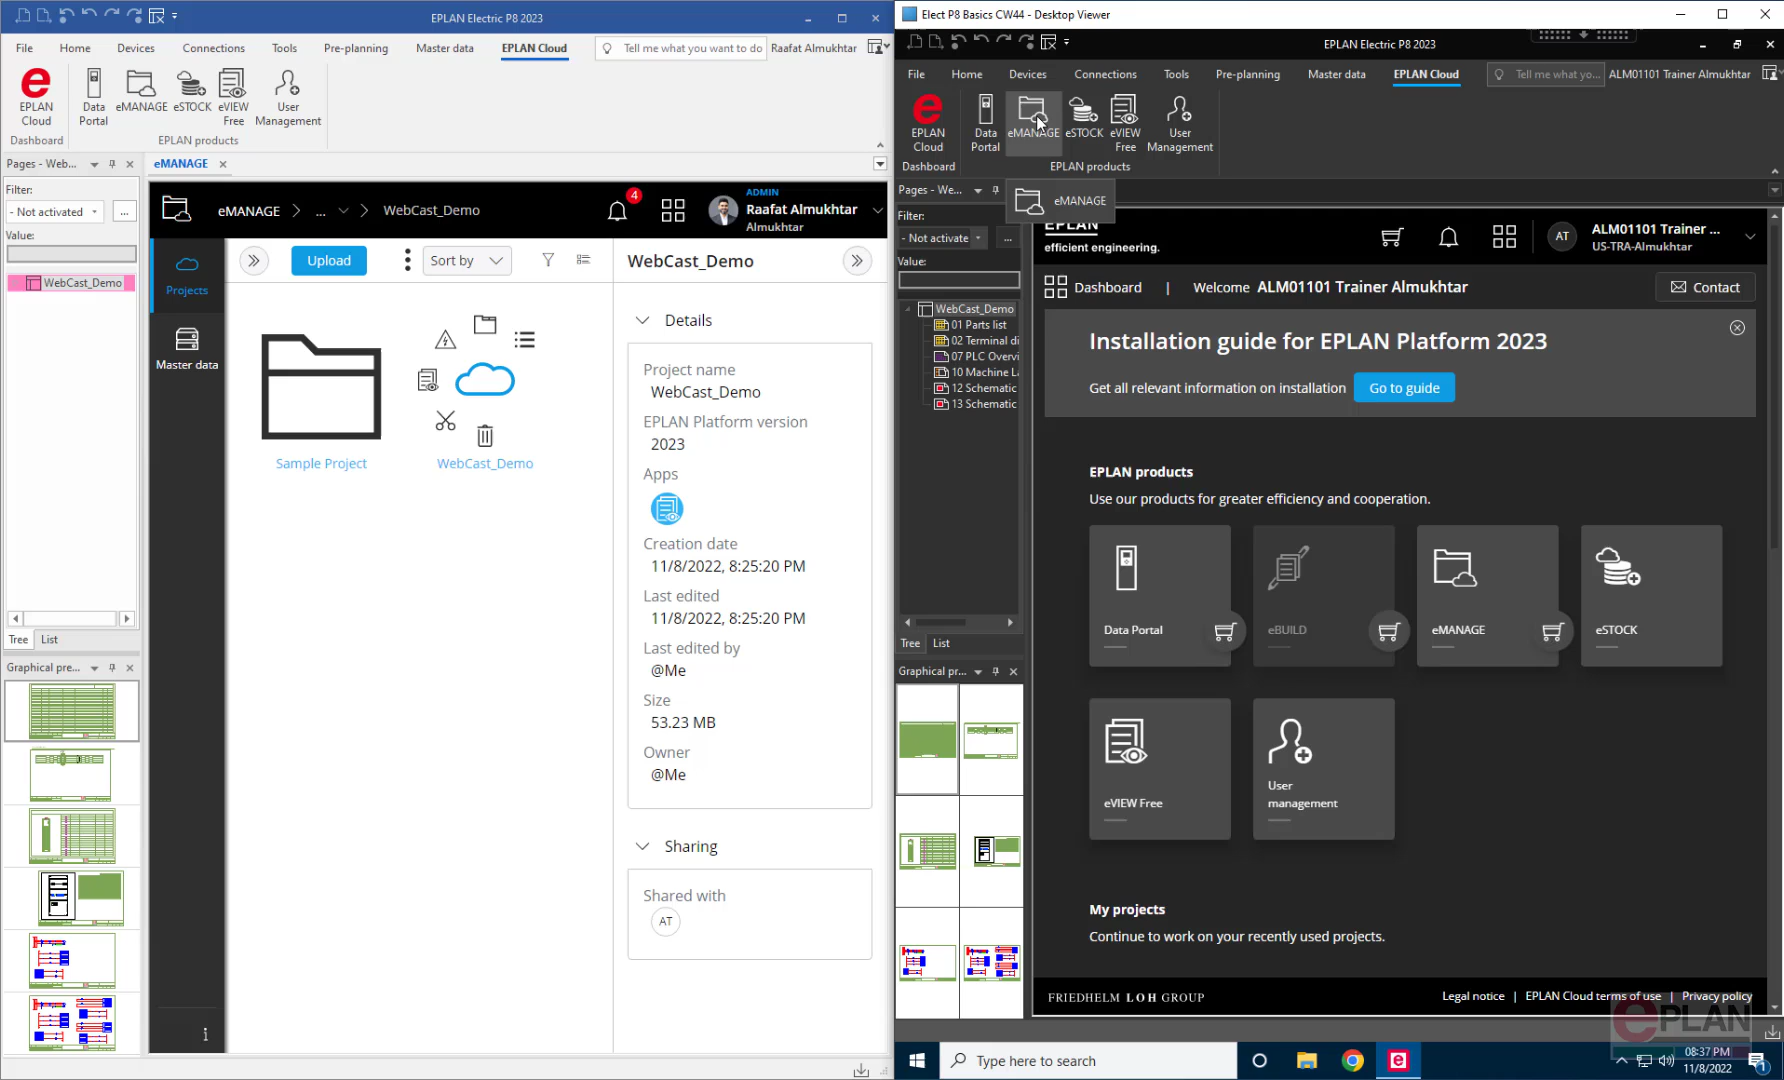 EPLAN Electric P8 2023
File Home Devices Connections Tools Pre-planning Master data EPLAN Cloud Tell me what you want to do Raafat Almukhtar
EPLAN Cloud
Data Portal
eMANAGE
eSTOCK
eVIEW Free
User Management
Dashboard
EPLAN products
Pages - Web...
eMANAGE
Filter:
- Not activated
...
Value:
WebCast_Demo
Tree List
Graphical pre...
eMANAGE ... WebCast_Demo
4
ADMIN
Raafat Almukhtar
Almukhtar
Projects
Master data
Upload
Sort by
Sample Project
WebCast_Demo
WebCast_Demo
Details
Project name
WebCast_Demo
EPLAN Platform version
2023
Apps
Creation date
11/8/2022, 8:25:20 PM
Last edited
11/8/2022, 8:25:20 PM
Last edited by
@Me
Size
53.23 MB
Owner
@Me
Sharing
Shared with
AT
i
Elect P8 Basics CW44 - Desktop Viewer
EPLAN Electric P8 2023
File Home Devices Connections Tools Pre-planning Master data EPLAN Cloud Tell me what yo... ALM01101 Trainer Almukhtar
EPLAN Cloud
Data Portal
eMANAGE
eSTOCK
eVIEW Free
User Management
Dashboard
EPLAN products
eMANAGE
Pages - We...
Filter:
- Not activate
...
Value:
WebCast_Demo
01 Parts list
02 Terminal di
07 PLC Overvi
10 Machine La
12 Schematic
13 Schematic
Tree List
Graphical pr...
EPLAN
efficient engineering.
AT
ALM01101 Trainer ...
US-TRA-Almukhtar
Dashboard | Welcome ALM01101 Trainer Almukhtar
Contact
Installation guide for EPLAN Platform 2023
Get all relevant information on installation
Go to guide
EPLAN products
Use our products for greater efficiency and cooperation.
Data Portal
eBUILD
eMANAGE
eSTOCK
eVIEW Free
User management
My projects
Continue to work on your recently used projects.
FRIEDHELM LOH GROUP
Legal notice | EPLAN Cloud terms of use | Privacy policy
EPLAN
Type here to search
08:37 PM
11/8/2022
1